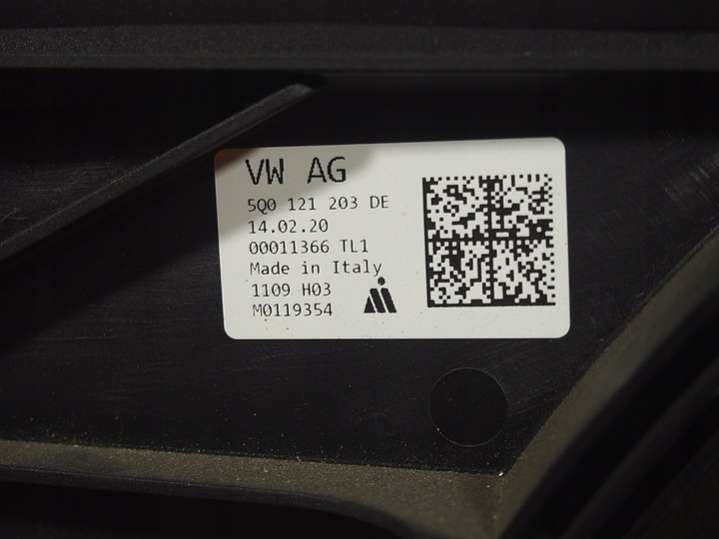 VW AG
5Q0 121 203 DE
14.02.20
00011366 TL1
Made in Italy
1109 H03
M0119354